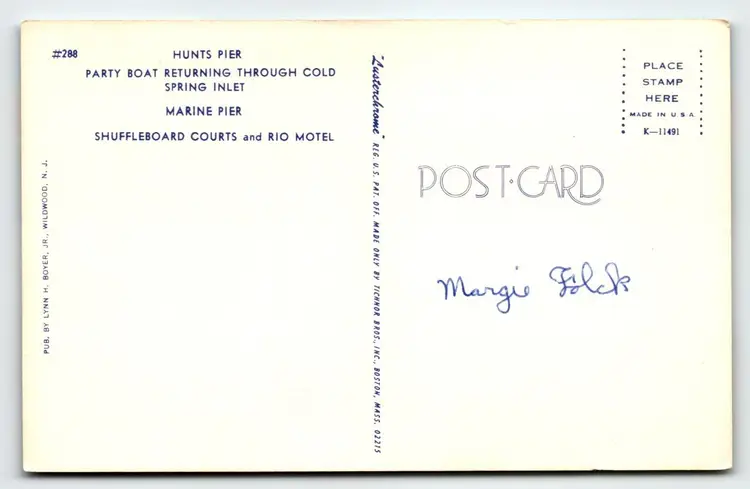 #288
HUNTS PIER
PARTY BOAT RETURNING THROUGH COLD
SPRING INLET
MARINE PIER
SHUFFLEBOARD COURTS and RIO MOTEL
PUB. BY LYNN H. BOYER, JR., WILDWOOD, N. J.
"Lusterchrome" REG. U. S. PAT. OFF. MADE ONLY BY TICHNOR BROS., INC., BOSTON, MASS. 02215
PLACE
STAMP
HERE
MADE IN U. S. A.
K—11491
POST·CARD
Margie Folck